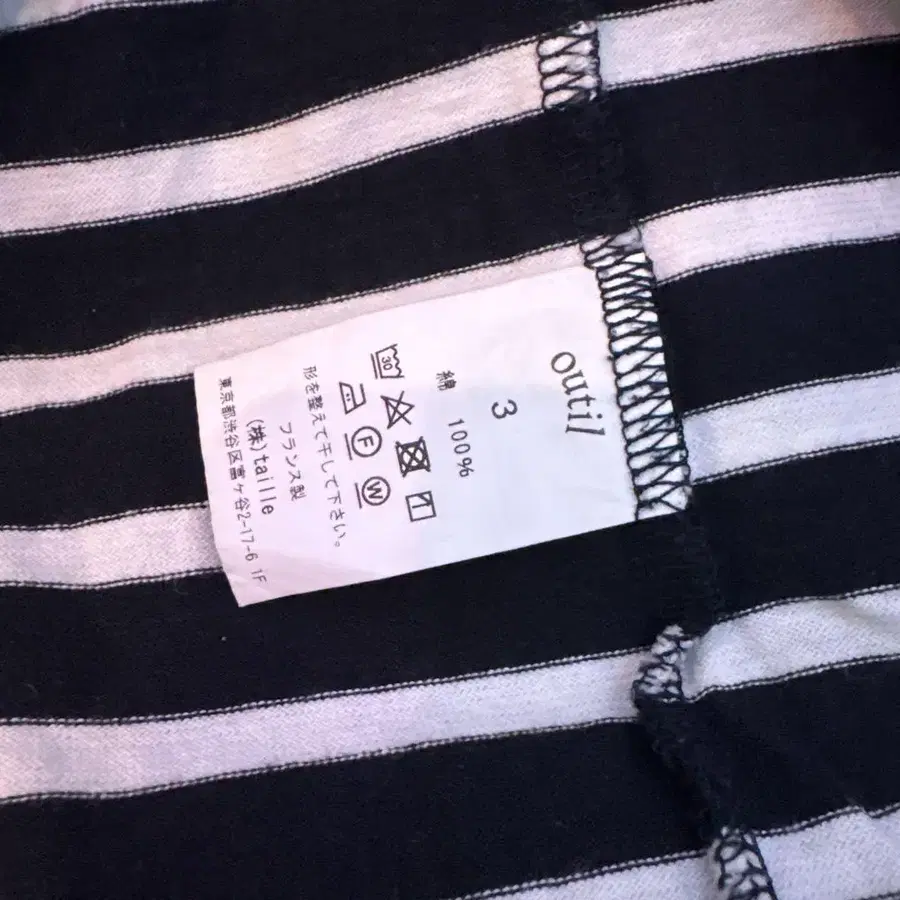 outil
3
綿 100%
30
F W
形を整えて干して下さい。
フランス製
(株)taille
東京都渋谷区富ヶ谷2-17-6 1F